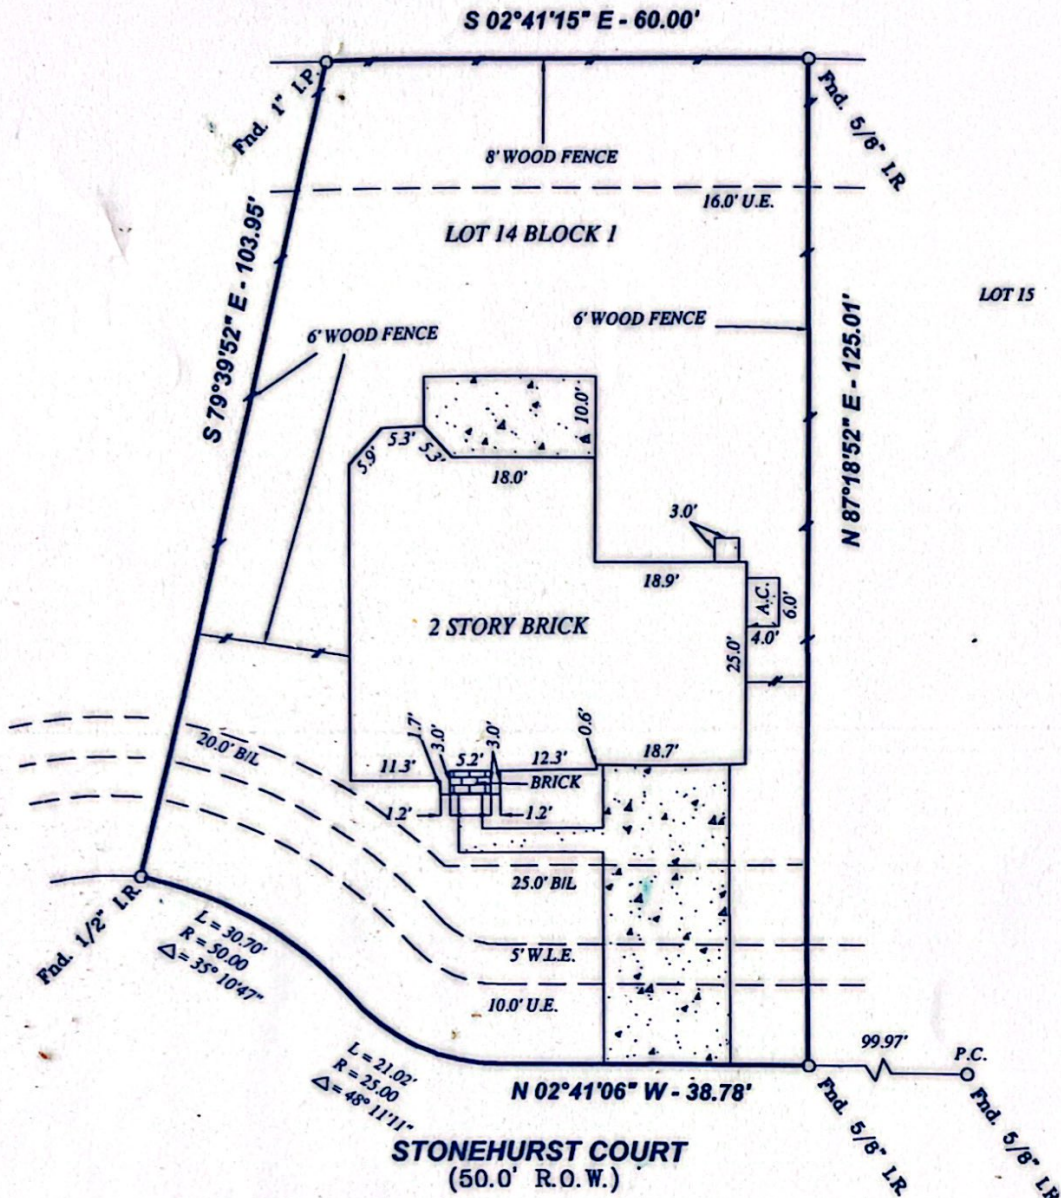 S 02°41'15" E - 60.00'
Fnd. 1" I.P.
Fnd. 5/8" I.R
8' WOOD FENCE
16.0' U.E.
LOT 14 BLOCK 1
LOT 15
S 79°39'52" E - 103.95'
6' WOOD FENCE
6' WOOD FENCE
N 87°18'52" E - 125.01'
10.0'
5.3'
5.9'
5.3'
18.0'
3.0'
18.9'
A.C.
6.0'
4.0'
2 STORY BRICK
25.0'
20.0' B/L
1.7'
3.0'
3.0'
0.6'
11.3'
5.2'
12.3'
18.7'
BRICK
1.2'
1.2'
25.0' B/L
Fnd. 1/2" I.R.
L = 30.70'
R = 50.00
△ = 35° 10'47"
5' W.L.E.
10.0' U.E.
L = 21.02'
R = 25.00
△ = 48° 11'11"
N 02°41'06" W - 38.78'
99.97'
P.C.
Fnd. 5/8" I.R
Fnd. 5/8" I.R
STONEHURST COURT
(50.0' R.O.W.)